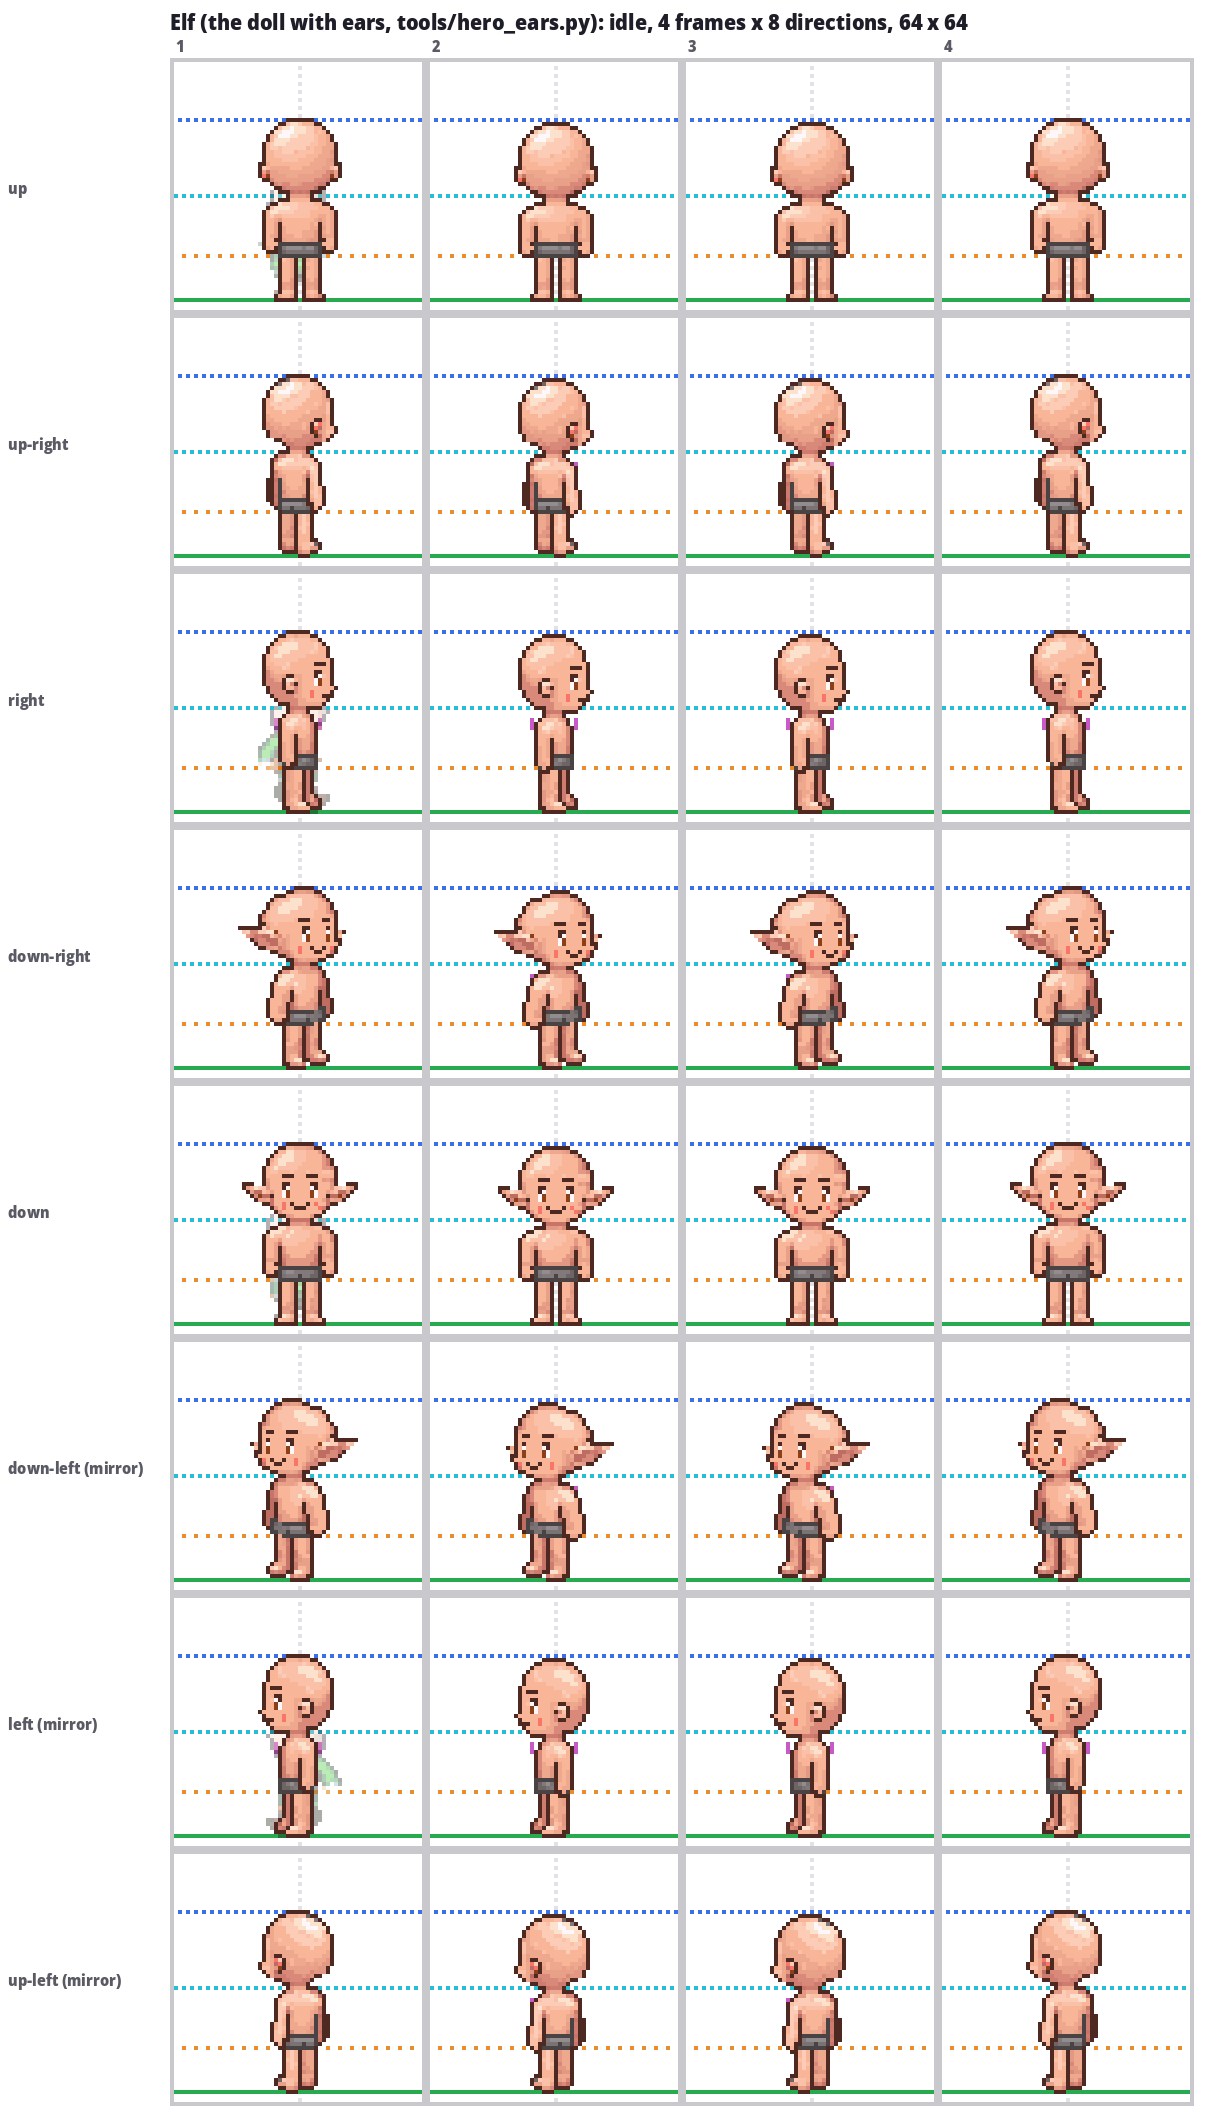 Elf (the doll with ears, tools/hero_ears.py): idle, 4 frames x 8 directions, 64 x 64
1 2 3 4
up
up-right
right
down-right
down
down-left (mirror)
left (mirror)
up-left (mirror)